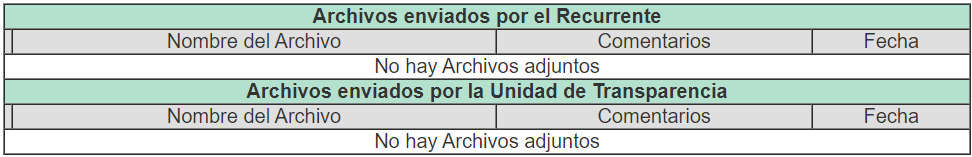 Archivos enviados por el Recurrente
Nombre del Archivo Comentarios Fecha
No hay Archivos adjuntos
Archivos enviados por la Unidad de Transparencia
Nombre del Archivo Comentarios Fecha
No hay Archivos adjuntos